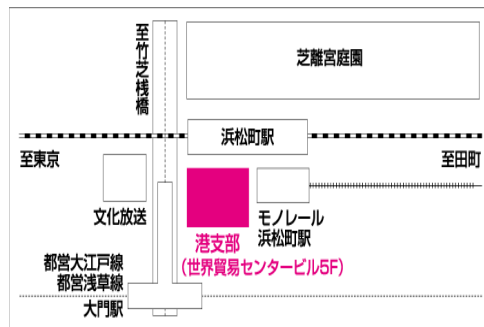 至竹芝桟橋
芝離宮庭園
浜松町駅
至東京
至田町
文化放送
モノレール
浜松町駅
港支部
(世界貿易センタービル5F)
都営大江戸線
都営浅草線
大門駅